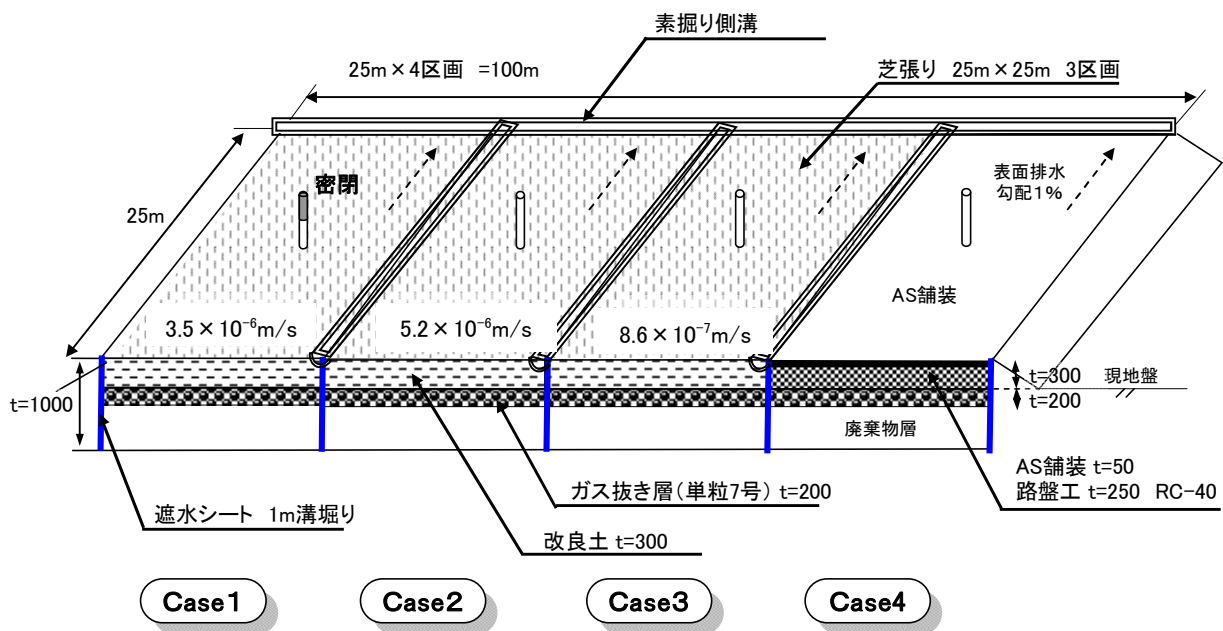 素掘り側溝
25m×4区画 =100m
芝張り 25m×25m 3区画
密閉
表面排水
勾配1%
25m
AS舗装
3.5×10⁻⁶m/s
5.2×10⁻⁶m/s
8.6×10⁻⁷m/s
t=1000
t=300
現地盤
t=200
廃棄物層
AS舗装 t=50
路盤工 t=250 RC-40
ガス抜き層(単粒7号) t=200
遮水シート 1m溝堀り
改良土 t=300
Case1
Case2
Case3
Case4